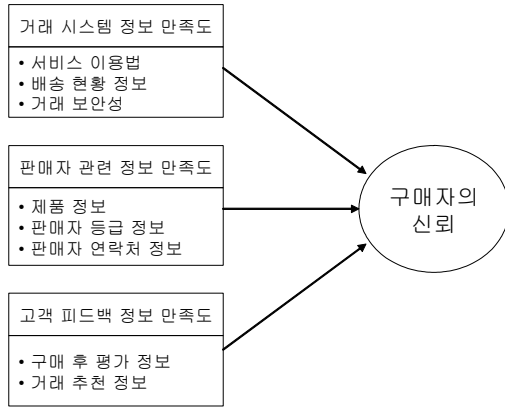 거래 시스템 정보 만족도
• 서비스 이용법
• 배송 현황 정보
• 거래 보안성
판매자 관련 정보 만족도
• 제품 정보
• 판매자 등급 정보
• 판매자 연락처 정보
구매자의
신뢰
고객 피드백 정보 만족도
• 구매 후 평가 정보
• 거래 추천 정보